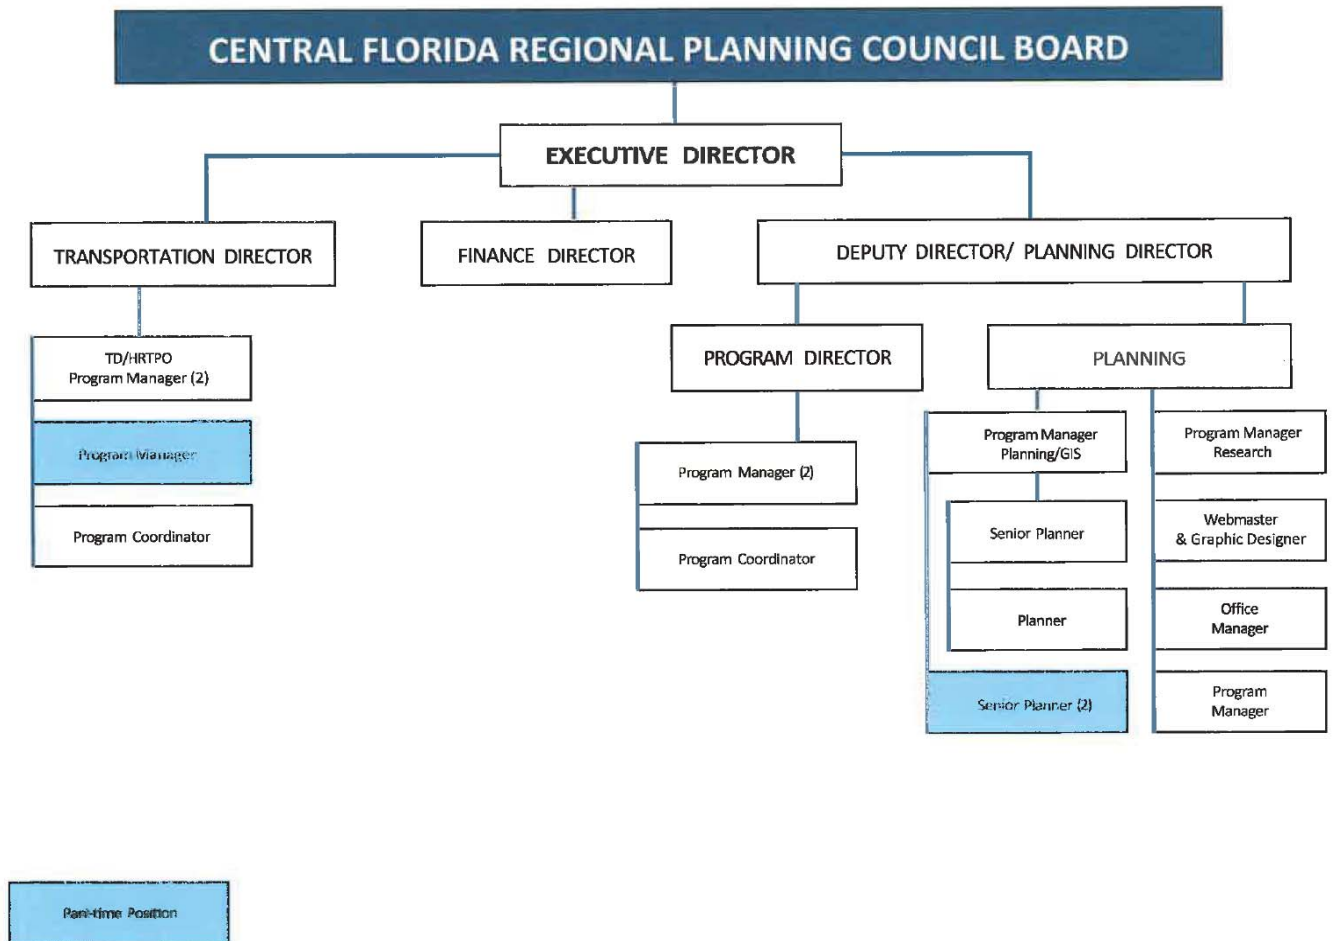 CENTRAL FLORIDA REGIONAL PLANNING COUNCIL BOARD
EXECUTIVE DIRECTOR
TRANSPORTATION DIRECTOR
FINANCE DIRECTOR
DEPUTY DIRECTOR/ PLANNING DIRECTOR
TD/HRTPO
Program Manager (2)
Program Manager
Program Coordinator
PROGRAM DIRECTOR
Program Manager (2)
Program Coordinator
PLANNING
Program Manager
Planning/GIS
Senior Planner
Planner
Senior Planner (2)
Program Manager
Research
Webmaster
& Graphic Designer
Office
Manager
Program
Manager
Part-time Position